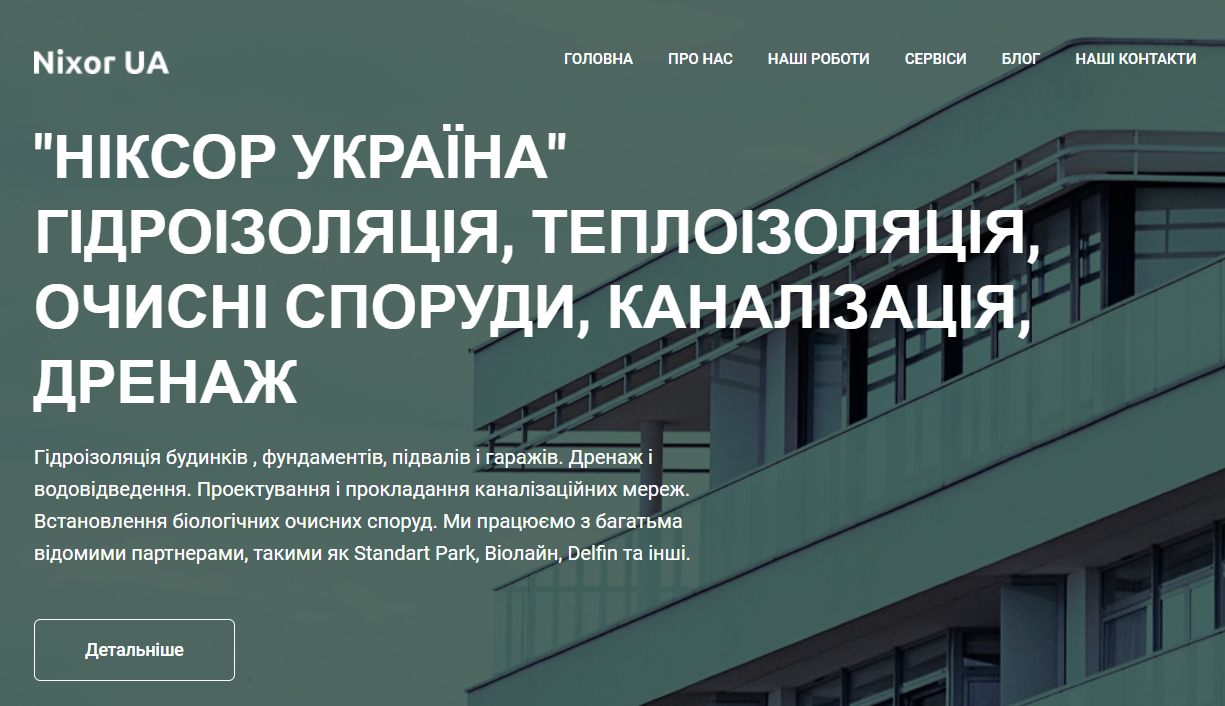 Nixor UA
ГОЛОВНА ПРО НАС НАШІ РОБОТИ СЕРВІСИ БЛОГ НАШІ КОНТАКТИ
"НІКСОР УКРАЇНА"
ГІДРОІЗОЛЯЦІЯ, ТЕПЛОІЗОЛЯЦІЯ,
ОЧИСНІ СПОРУДИ, КАНАЛІЗАЦІЯ,
ДРЕНАЖ
Гідроізоляція будинків , фундаментів, підвалів і гаражів. Дренаж і
водовідведення. Проектування і прокладання каналізаційних мереж.
Встановлення біологічних очисних споруд. Ми працюємо з багатьма
відомими партнерами, такими як Standart Park, Віолайн, Delfin та інші.
Детальніше